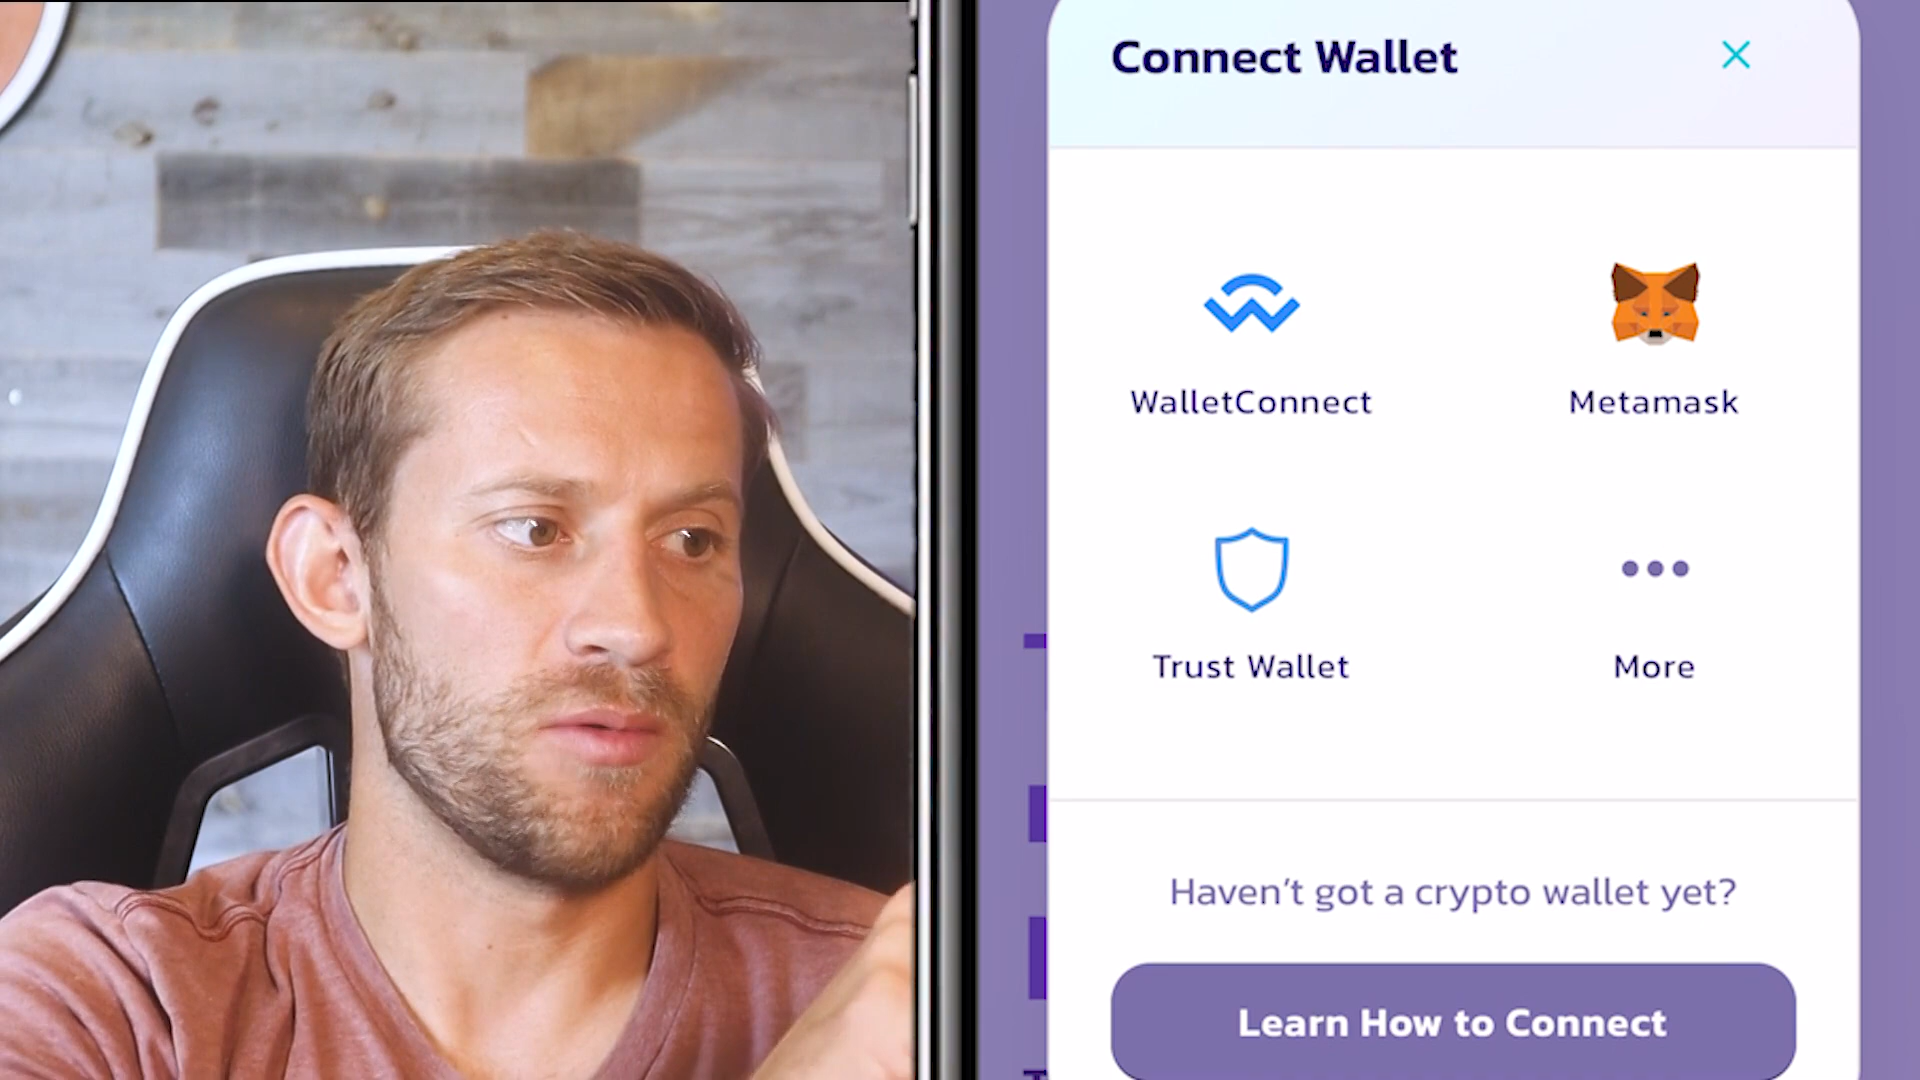 Connect Wallet
WalletConnect
Metamask
Trust Wallet
More
Haven’t got a crypto wallet yet?
Learn How to Connect